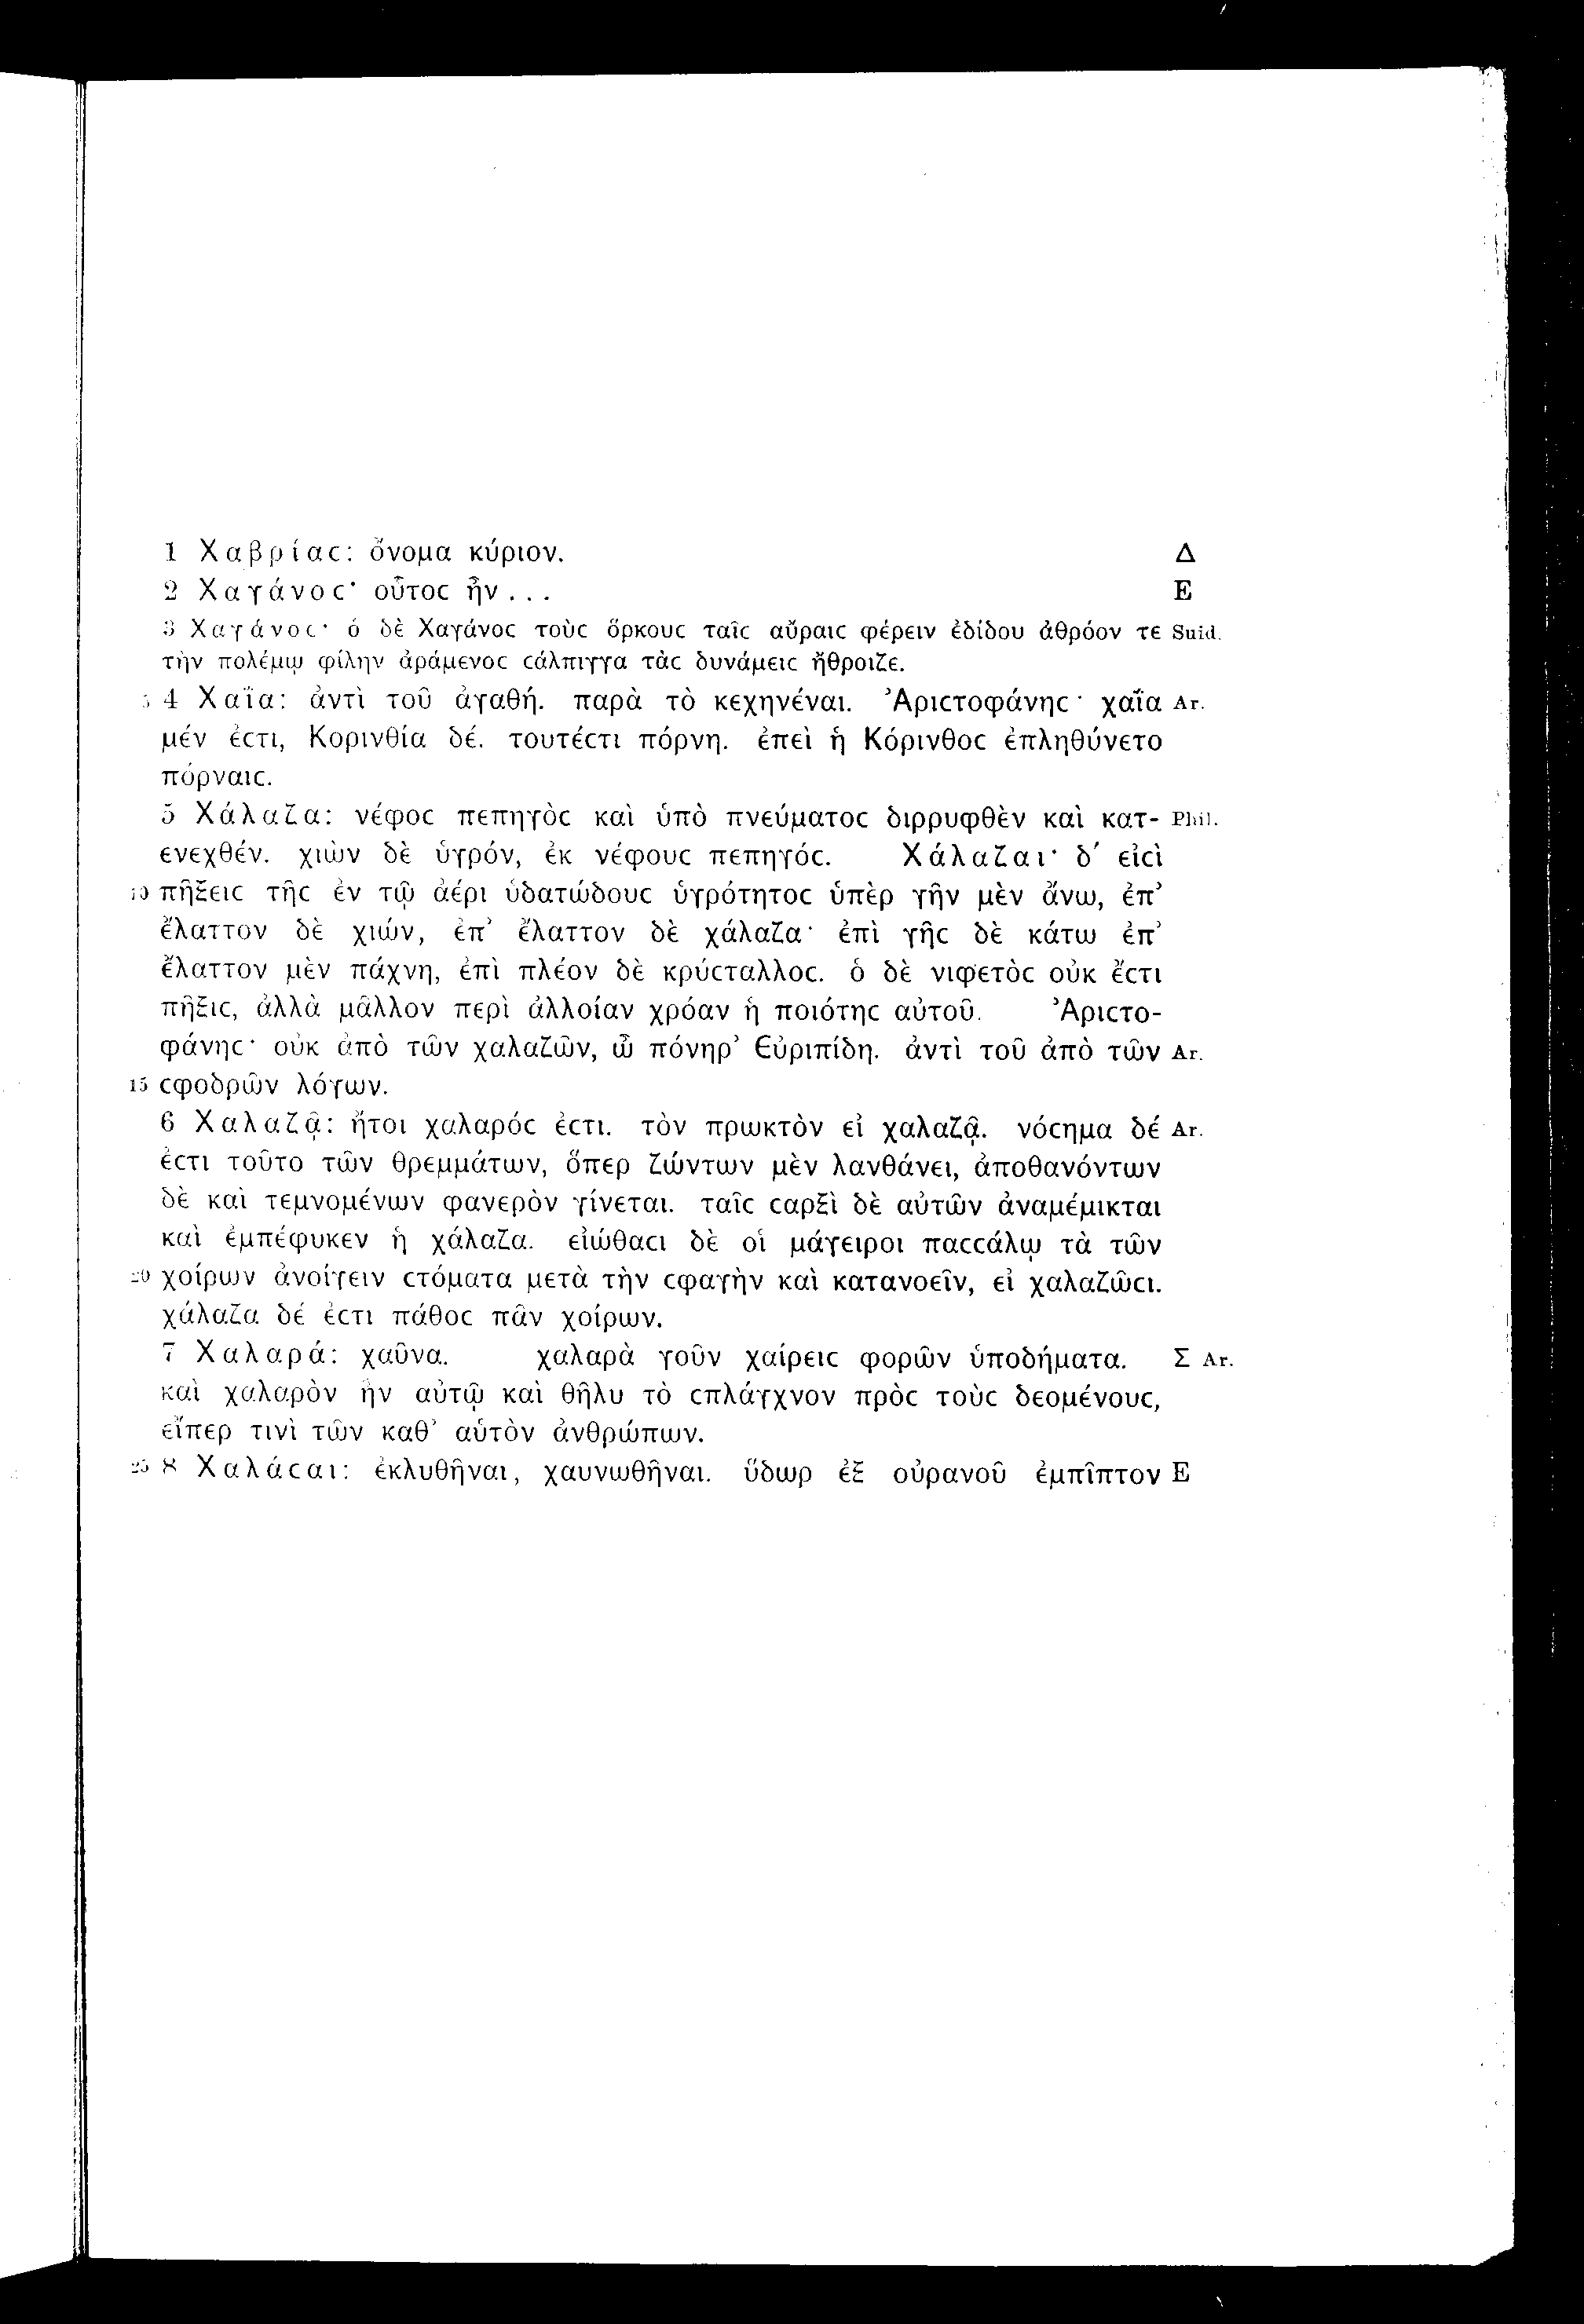 1 Χαβρίαϲ: ὄνομα κύριον. Δ
2 Χαγάνοϲ· οὗτοϲ ἦν... Ε
3 Χαγάνοϲ· ὁ δὲ Χαγάνοϲ τοὺϲ ὅρκουϲ ταῖϲ αὔραιϲ φέρειν ἐδίδου ἀθρόον τε Suid.
τὴν πολέμῳ φίλην ἀράμενοϲ ϲάλπιγγα τὰϲ δυνάμειϲ ἤθροιζε.
5 4 Χαΐα: ἀντὶ τοῦ ἀγαθή. παρὰ τὸ κεχηνέναι. Ἀριϲτοφάνηϲ· χαΐα Ar.
μέν ἐϲτι, Κορινθία δέ. τουτέϲτι πόρνη. ἐπεὶ ἡ Κόρινθοϲ ἐπληθύνετο
πόρναιϲ.
5 Χάλαζα: νέφοϲ πεπηγὸϲ καὶ ὑπὸ πνεύματοϲ διρρυφθὲν καὶ κατ- Phil.
ενεχθέν. χιὼν δὲ ὑγρόν, ἐκ νέφουϲ πεπηγόϲ. Χάλαζαι· δ' εἰϲὶ
10 πῆξειϲ τῆϲ ἐν τῷ ἀέρι ὑδατώδουϲ ὑγρότητοϲ ὑπὲρ γῆν μὲν ἄνω, ἐπ'
ἔλαττον δὲ χιών, ἐπ' ἔλαττον δὲ χάλαζα· ἐπὶ γῆϲ δὲ κάτω ἐπ'
ἔλαττον μὲν πάχνη, ἐπὶ πλέον δὲ κρύϲταλλοϲ. ὁ δὲ νιφετὸϲ οὐκ ἔϲτι
πῆξιϲ, ἀλλὰ μᾶλλον περὶ ἀλλοίαν χρόαν ἡ ποιότηϲ αὐτοῦ. Ἀριϲτο-
φάνηϲ· οὐκ ἀπὸ τῶν χαλαζῶν, ὦ πόνηρ' Εὐριπίδη. ἀντὶ τοῦ ἀπὸ τῶν Ar.
15 ϲφοδρῶν λόγων.
6 Χαλαζᾷ: ἤτοι χαλαρόϲ ἐϲτι. τὸν πρωκτὸν εἰ χαλαζᾷ. νόϲημα δέ Ar.
ἐϲτι τοῦτο τῶν θρεμμάτων, ὅπερ ζώντων μὲν λανθάνει, ἀποθανόντων
δὲ καὶ τεμνομένων φανερὸν γίνεται. ταῖϲ ϲαρξὶ δὲ αὐτῶν ἀναμέμικται
καὶ ἐμπέφυκεν ἡ χάλαζα. εἰώθαϲι δὲ οἱ μάγειροι παϲϲάλῳ τὰ τῶν
20 χοίρων ἀνοίγειν ϲτόματα μετὰ τὴν ϲφαγὴν καὶ κατανοεῖν, εἰ χαλαζῶϲι.
χάλαζα δέ ἐϲτι πάθοϲ πᾶν χοίρων.
7 Χαλαρά: χαῦνα. χαλαρὰ γοῦν χαίρειϲ φορῶν ὑποδήματα. Σ Ar.
καὶ χαλαρὸν ἦν αὐτῷ καὶ θῆλυ τὸ ϲπλάγχνον πρὸϲ τοὺϲ δεομένουϲ,
εἴπερ τινὶ τῶν καθ' αὑτὸν ἀνθρώπων.
25 8 Χαλάϲαι: ἐκλυθῆναι, χαυνωθῆναι. ὕδωρ ἐξ οὐρανοῦ ἐμπῖπτον Ε